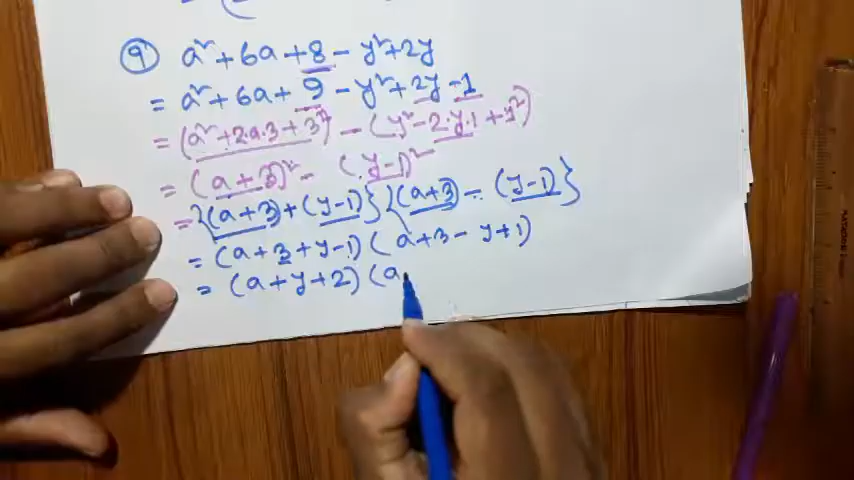 (9) a² + 6a + 8 - y² + 2y
= a² + 6a + 9 - y² + 2y - 1
= (a² + 2.a.3 + 3²) - (y² - 2.y.1 + 1²)
= (a + 3)² - (y - 1)²
= {(a + 3) + (y - 1)} {(a + 3) - (y - 1)}
= (a + 3 + y - 1) (a + 3 - y + 1)
= (a + y + 2) (a